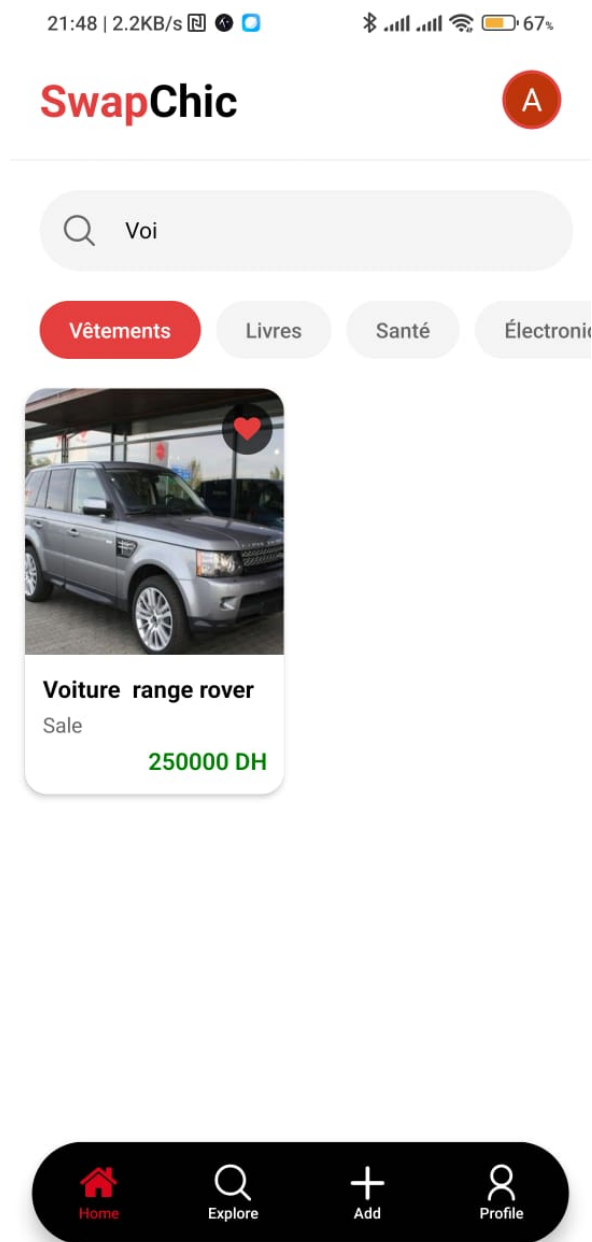 21:48 | 2.2KB/s 67%
SwapChic
A
Voi
Vêtements Livres Santé Électroni
Voiture range rover
Sale
250000 DH
Home Explore Add Profile